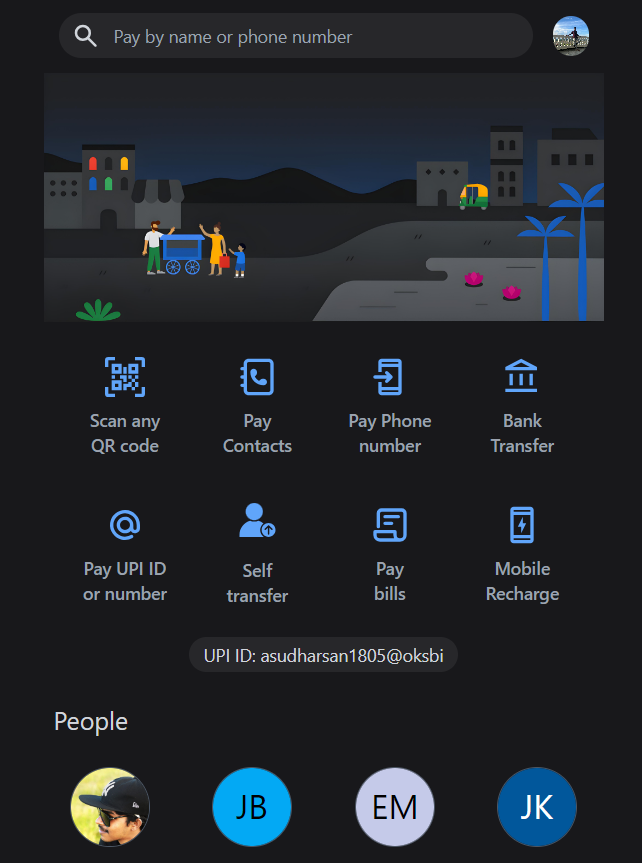 Pay by name or phone number
Scan any
QR code
Pay
Contacts
Pay Phone
number
Bank
Transfer
Pay UPI ID
or number
Self
transfer
Pay
bills
Mobile
Recharge
UPI ID: asudharsan1805@oksbi
People
JB
EM
JK